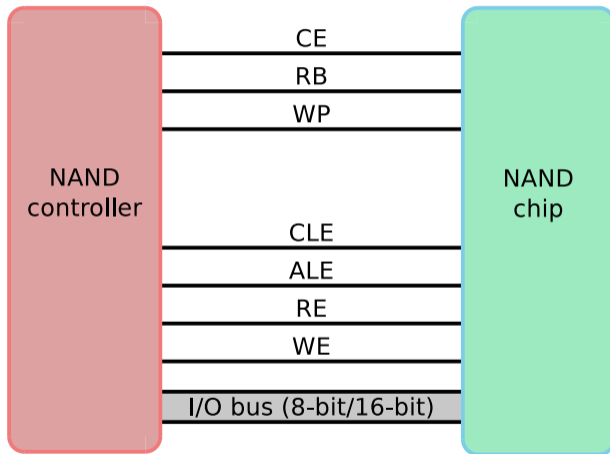 CE
RB
WP
NAND
controller
NAND
chip
CLE
ALE
RE
WE
I/O bus (8-bit/16-bit)